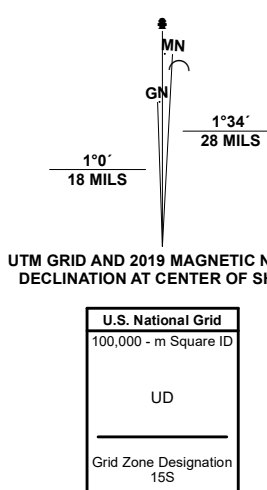 MN
GN
1°34´
28 MILS
1°0´
18 MILS
UTM GRID AND 2019 MAGNETIC N
DECLINATION AT CENTER OF SH
U.S. National Grid
100,000 - m Square ID
UD
Grid Zone Designation
15S